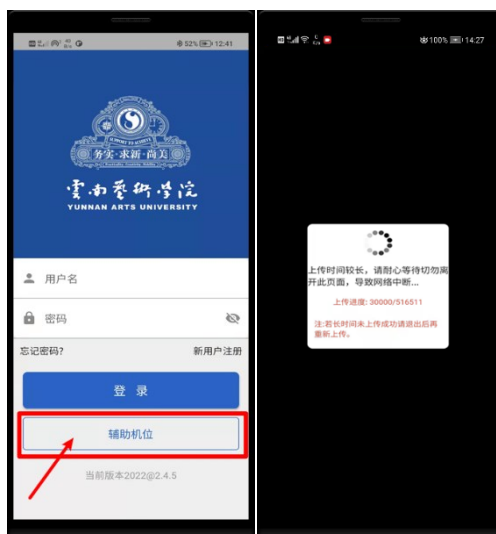 52% 12:41
务实·求新·尚美
雲南藝術学院
YUNNAN ARTS UNIVERSITY
用户名
密码
忘记密码?
新用户注册
登 录
辅助机位
当前版本2022@2.4.5
100% 14:27
上传时间较长，请耐心等待切勿离
开此页面，导致网络中断...
上传进度: 30000/516511
注:若长时间未上传成功请退出后再
重新上传。